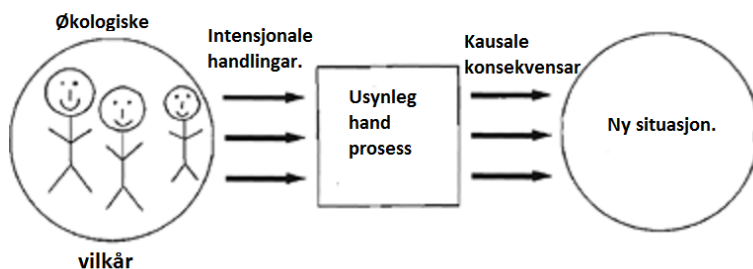 Økologiske
vilkår
Intensjonale
handlingar.
Usynleg
hand
prosess
Kausale
konsekvensar
Ny situasjon.